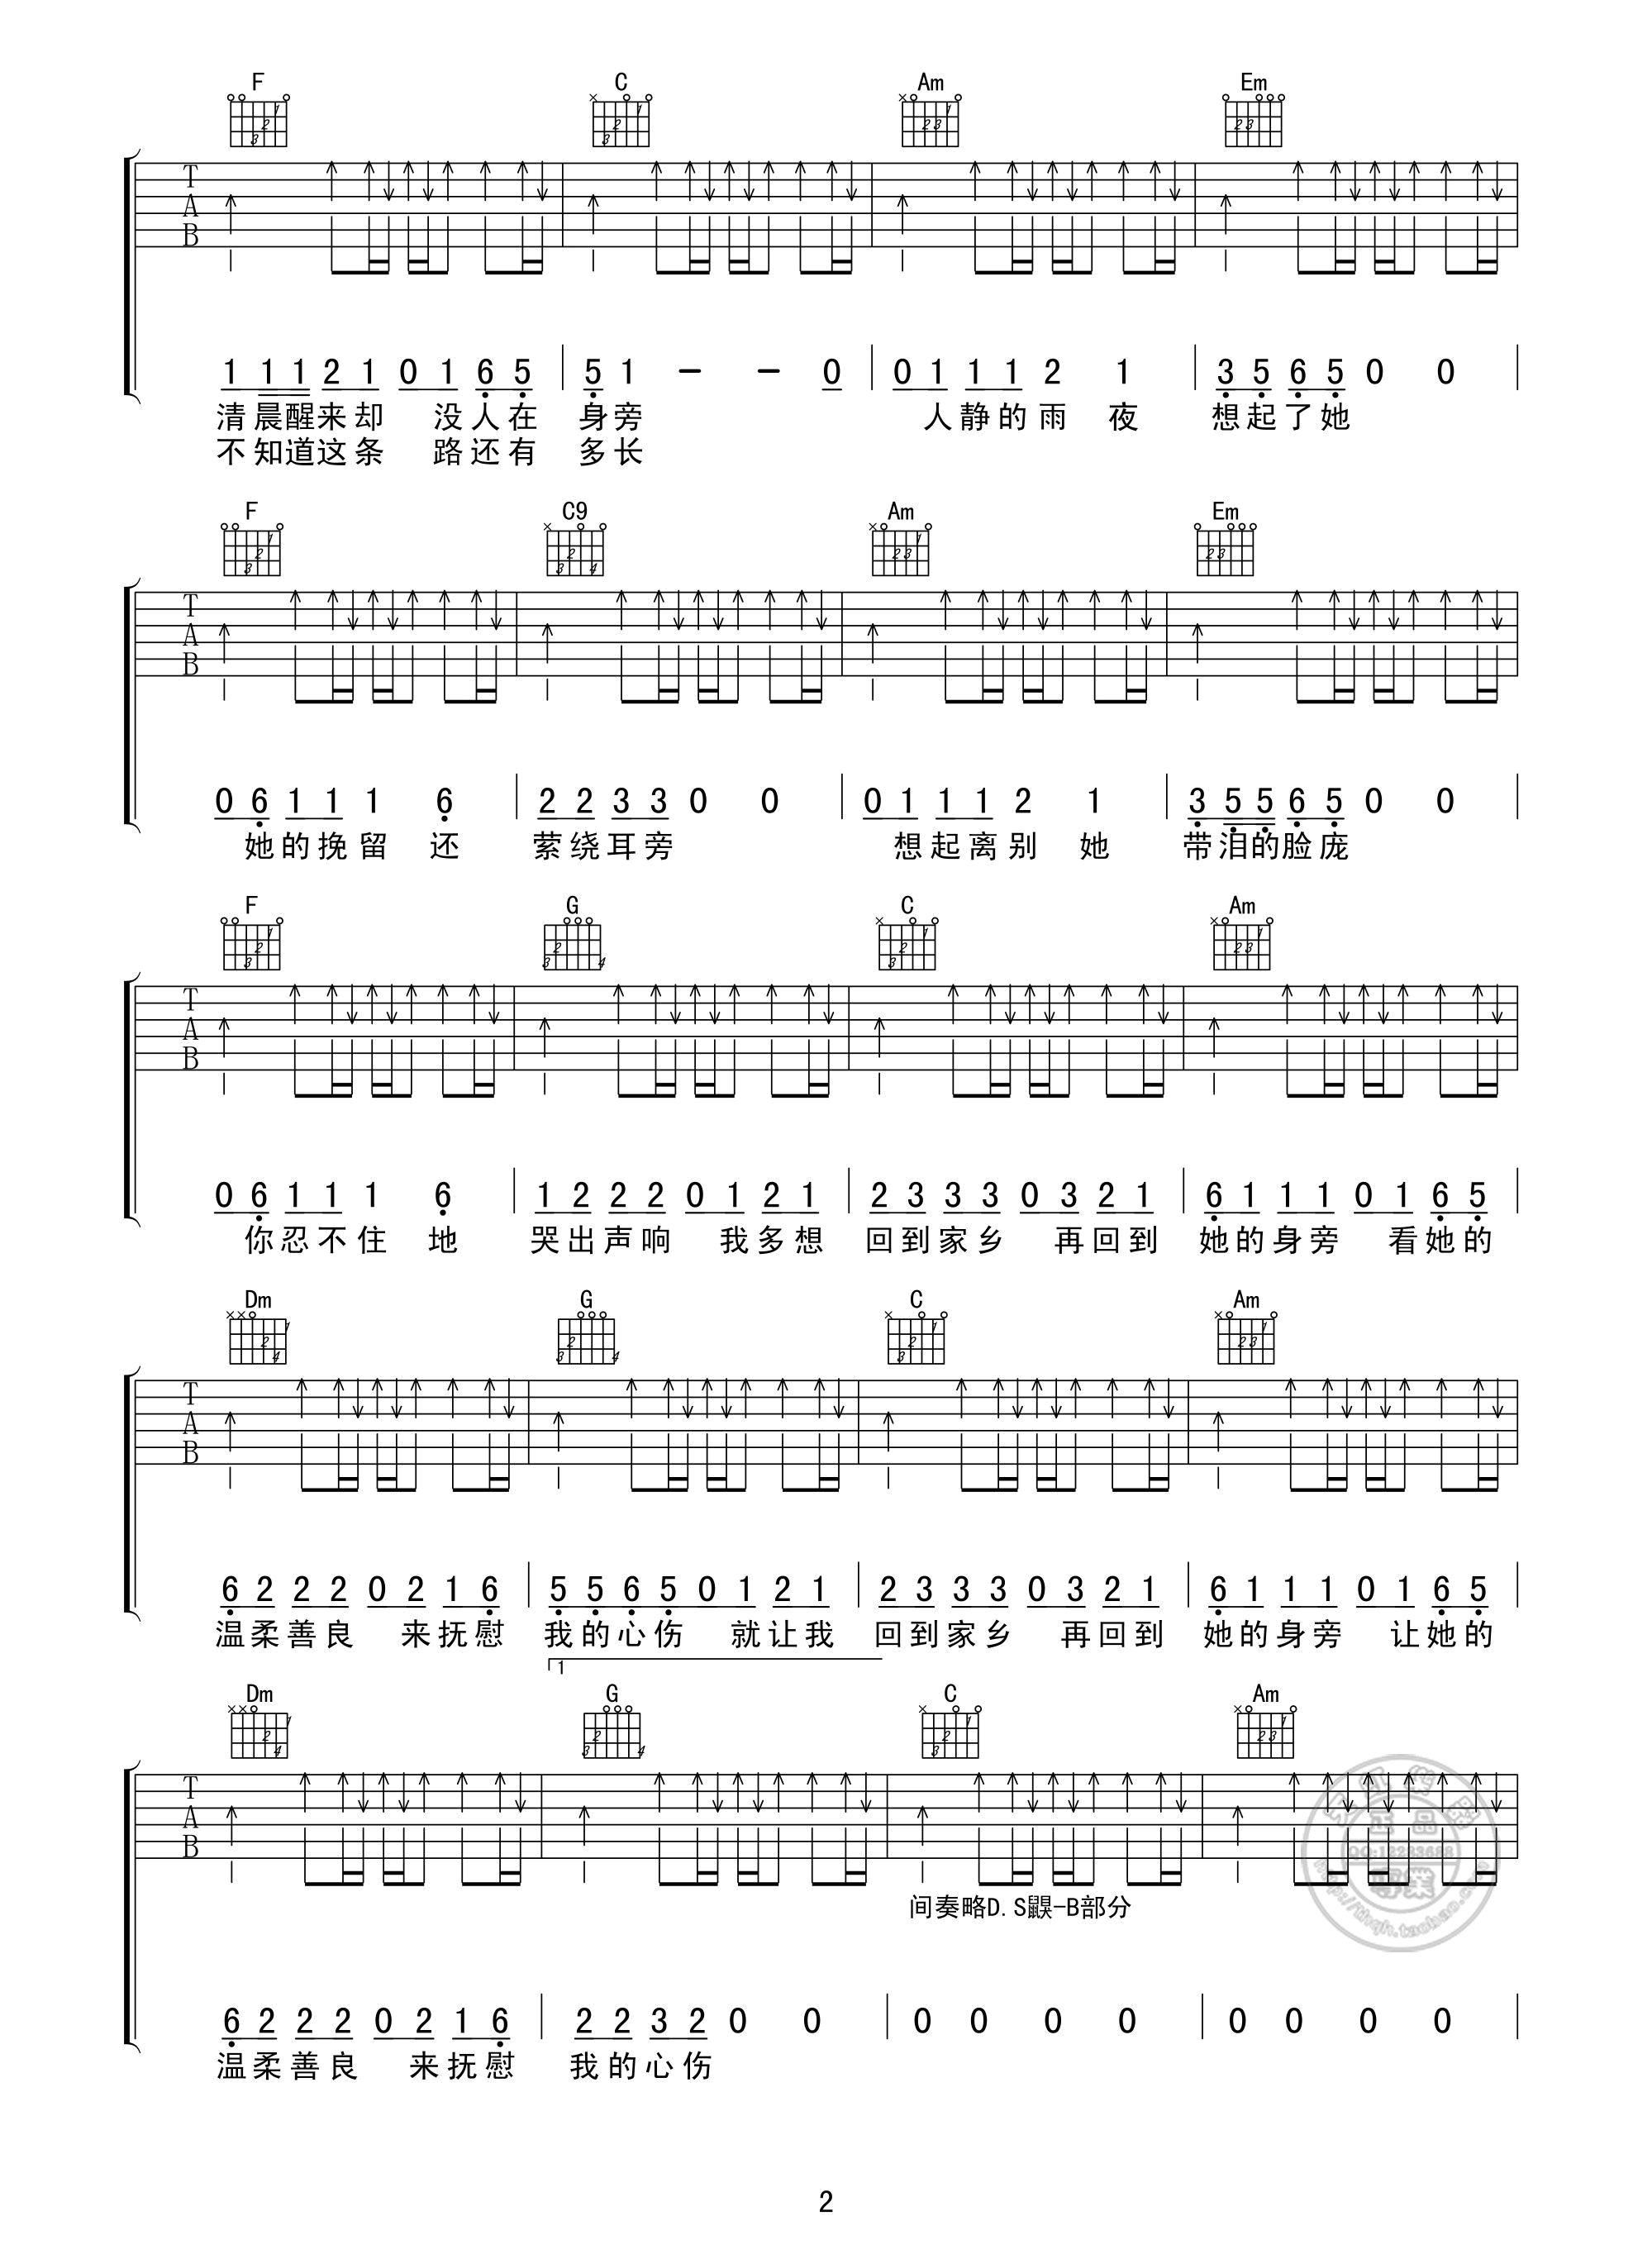 F C Am Em
T A B
1 1 1 2 1 0 1 6 5 5 1 - - 0 0 1 1 1 2 1 3 5 6 5 0 0
清晨醒来却 没人在 身旁 人静的雨 夜 想起了她
不知道这条 路还有 多长
F C9 Am Em
T A B
0 6 1 1 1 6 2 2 3 3 0 0 0 1 1 1 2 1 3 5 5 6 5 0 0
她的挽留 还 萦绕耳旁 想起离别 她 带泪的脸庞
F G C Am
T A B
0 6 1 1 1 6 1 2 2 2 0 1 2 1 2 3 3 3 0 3 2 1 6 1 1 1 0 1 6 5
你忍不住 地 哭出声响 我多想 回到家乡 再回到 她的身旁 看她的
Dm G C Am
T A B
6 2 2 2 0 2 1 6 5 5 6 5 0 1 2 1 2 3 3 3 0 3 2 1 6 1 1 1 0 1 6 5
温柔善良 来抚慰 我的心伤 就让我 回到家乡 再回到 她的身旁 让她的
1
Dm G C Am
T A B
间奏略D.S鼹-B部分
6 2 2 2 0 2 1 6 2 2 3 2 0 0 0 0 0 0 0 0 0 0
温柔善良 来抚慰 我的心伤
正品
QQ:12283688
專業
2